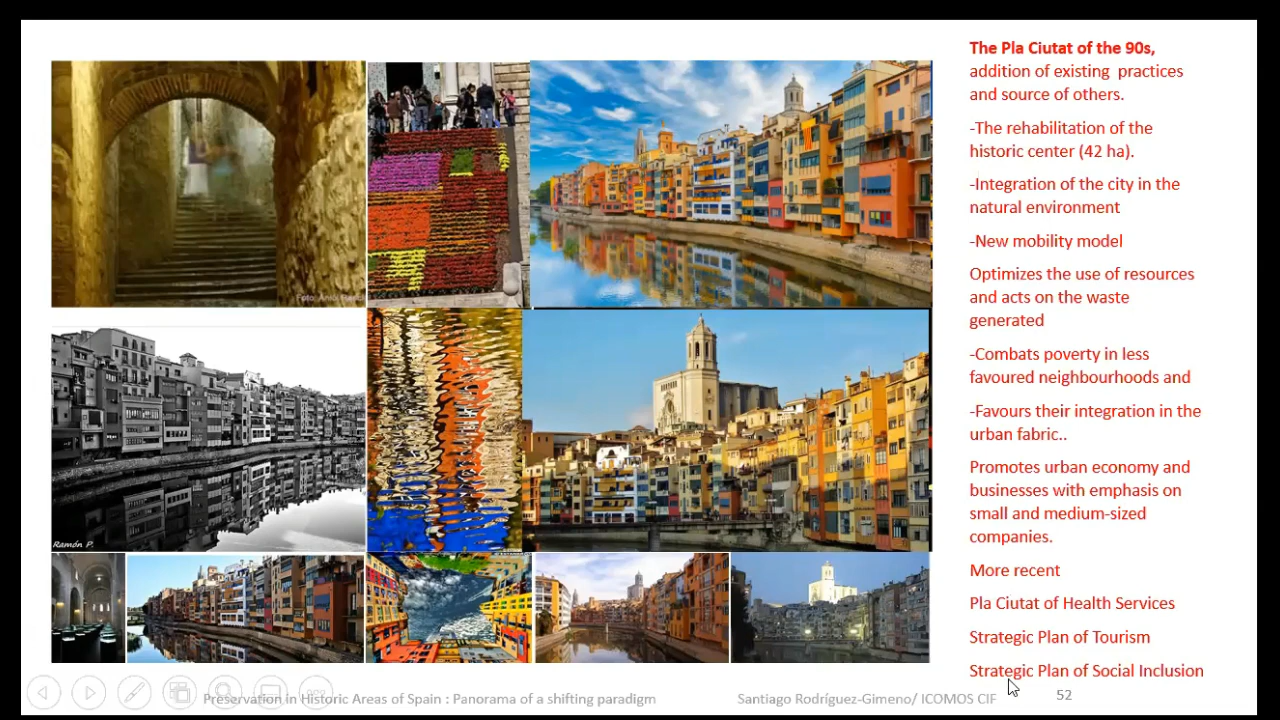 The Pla Ciutat of the 90s,
addition of existing practices
and source of others.
-The rehabilitation of the
historic center (42 ha).
-Integration of the city in the
natural environment
-New mobility model
Optimizes the use of resources
and acts on the waste
generated
-Combats poverty in less
favoured neighbourhoods and
-Favours their integration in the
urban fabric..
Promotes urban economy and
businesses with emphasis on
small and medium-sized
companies.
More recent
Pla Ciutat of Health Services
Strategic Plan of Tourism
Strategic Plan of Social Inclusion
Ramón P.
Preservation in Historic Areas of Spain : Panorama of a shifting paradigm
Santiago Rodríguez-Gimeno/ ICOMOS CIF
52